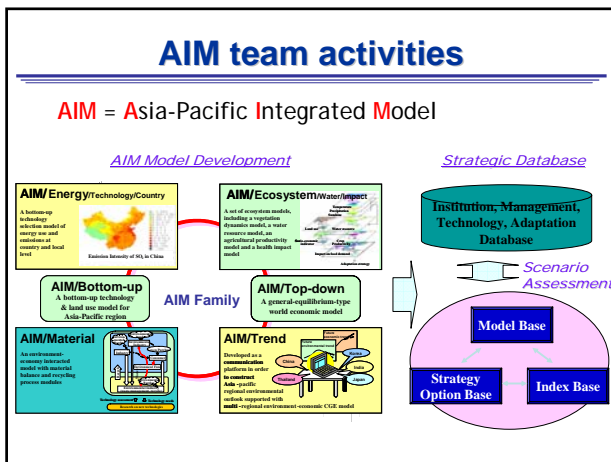 AIM team activities
AIM = Asia-Pacific Integrated Model
AIM Model Development
Strategic Database
AIM/Energy/Technology/Country
A bottom-up
technology
selection model of
energy use and
emissions at
country and local
level
Emission Intensity of SO2 in China
AIM/Ecosystem/Water/Impact
A set of ecosystem models,
including a vegetation
dynamics model, a water
resource model, an
agricultural productivity
model and a health impact
model
Adaptation strategy
AIM/Bottom-up
A bottom-up technology
& land use model for
Asia-Pacific region
AIM Family
AIM/Top-down
A general-equilibrium-type
world economic model
AIM/Material
An environment-
economy interacted
model with material
balance and recycling
process modules
AIM/Trend
Developed as a
communication
platform in order
to construct
Asia -pacific
regional environmental
outlook supported with
multi -regional environment-economic CGE model
China
Thailand
Korea
India
Japan
Institution, Management,
Technology, Adaptation
Database
Scenario
Assessment
Model Base
Strategy
Option Base
Index Base